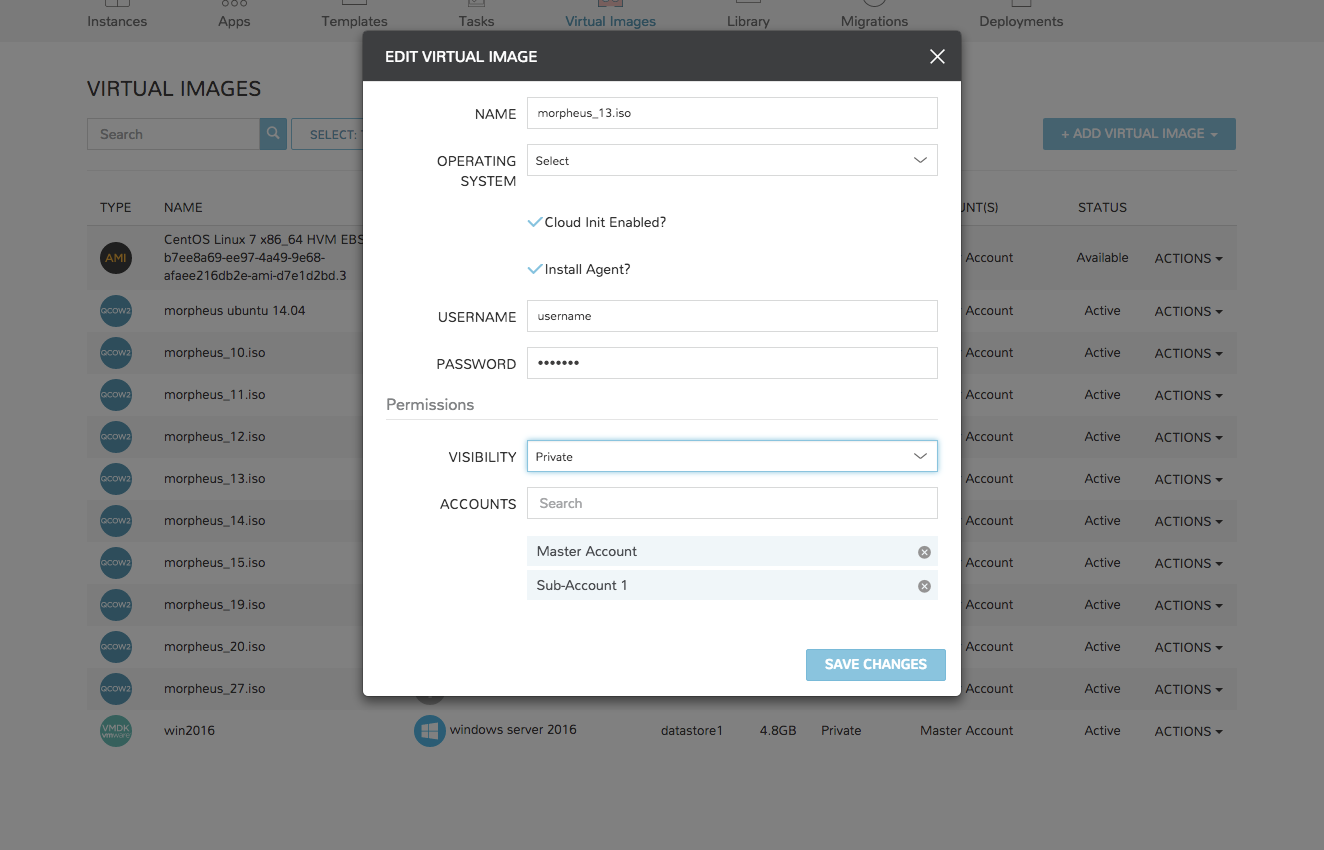 Instances Apps Templates Tasks Virtual Images Library Migrations Deployments
EDIT VIRTUAL IMAGE
VIRTUAL IMAGES
Search
SELECT:
+ ADD VIRTUAL IMAGE
NAME
morpheus_13.iso
OPERATING SYSTEM
Select
Cloud Init Enabled?
Install Agent?
USERNAME
username
PASSWORD
•••••••
Permissions
VISIBILITY
Private
ACCOUNTS
Search
Master Account
Sub-Account 1
SAVE CHANGES
TYPE NAME UNT(S) STATUS
AMI
CentOS Linux 7 x86_64 HVM EBS
b7ee8a69-ee97-4a49-9e68-
afaee216db2e-ami-d7e1d2bd.3
Account Available ACTIONS
QCOW2 morpheus ubuntu 14.04 Account Active ACTIONS
QCOW2 morpheus_10.iso Account Active ACTIONS
QCOW2 morpheus_11.iso Account Active ACTIONS
QCOW2 morpheus_12.iso Account Active ACTIONS
QCOW2 morpheus_13.iso Account Active ACTIONS
QCOW2 morpheus_14.iso Account Active ACTIONS
QCOW2 morpheus_15.iso Account Active ACTIONS
QCOW2 morpheus_19.iso Account Active ACTIONS
QCOW2 morpheus_20.iso Account Active ACTIONS
QCOW2 morpheus_27.iso Account Active ACTIONS
VMDK vmware win2016 windows server 2016 datastore1 4.8GB Private Master Account Active ACTIONS